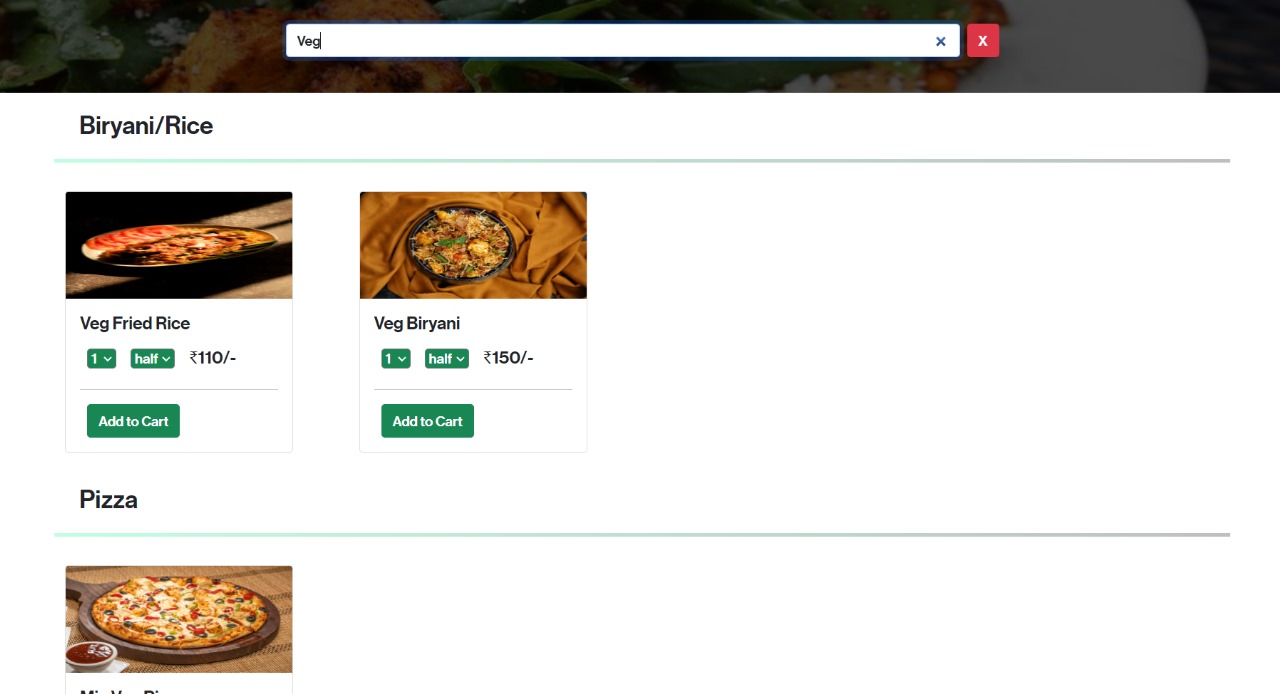 Veg
X
Biryani/Rice
Veg Fried Rice
1 half ₹110/-
Add to Cart
Veg Biryani
1 half ₹150/-
Add to Cart
Pizza